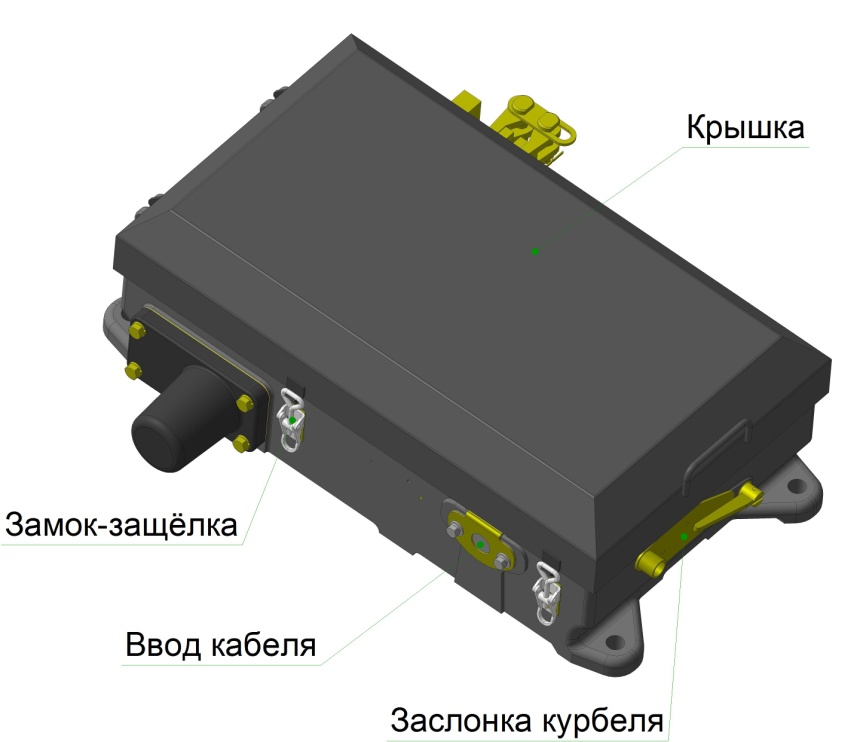 Крышка
Замок-защёлка
Ввод кабеля
Заслонка курбеля